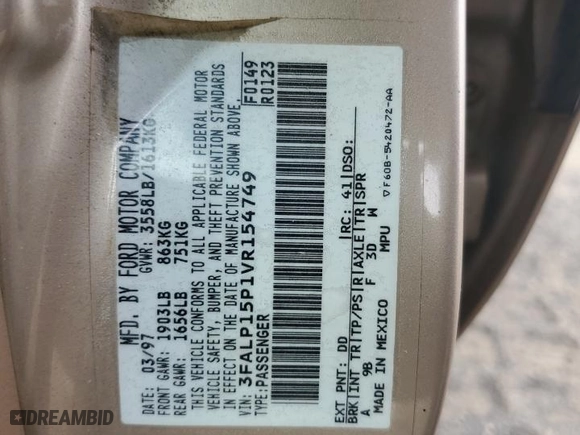 MFD. BY FORD MOTOR COMPANY
03/97 GVWR: 3558LB/1613KG
FRONT GAWR: 1903LB 863KG
REAR GAWR: 1656LB 751KG
THIS VEHICLE CONFORMS TO ALL APPLICABLE FEDERAL MOTOR
VEHICLE SAFETY, BUMPER, AND THEFT PREVENTION STANDARDS
IN EFFECT ON THE DATE OF MANUFACTURE SHOWN ABOVE.
VIN: 3FALP15P1VR154749 F0149
TYPE: PASSENGER R0123
EXT PNT: DD RC: 41 DSO:
BRK INT TR TP/PS R AXLE TR SPR
A 9B F 3D W
MADE IN MEXICO MPU
▽F60B-5420472-AA
DREAMBID